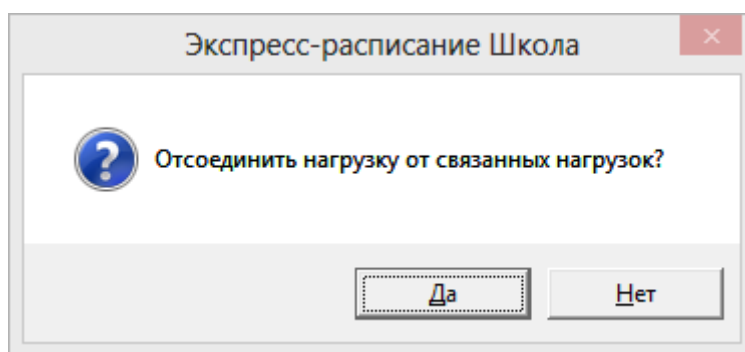 Экспресс-расписание Школа
Отсоединить нагрузку от связанных нагрузок?
Да
Нет